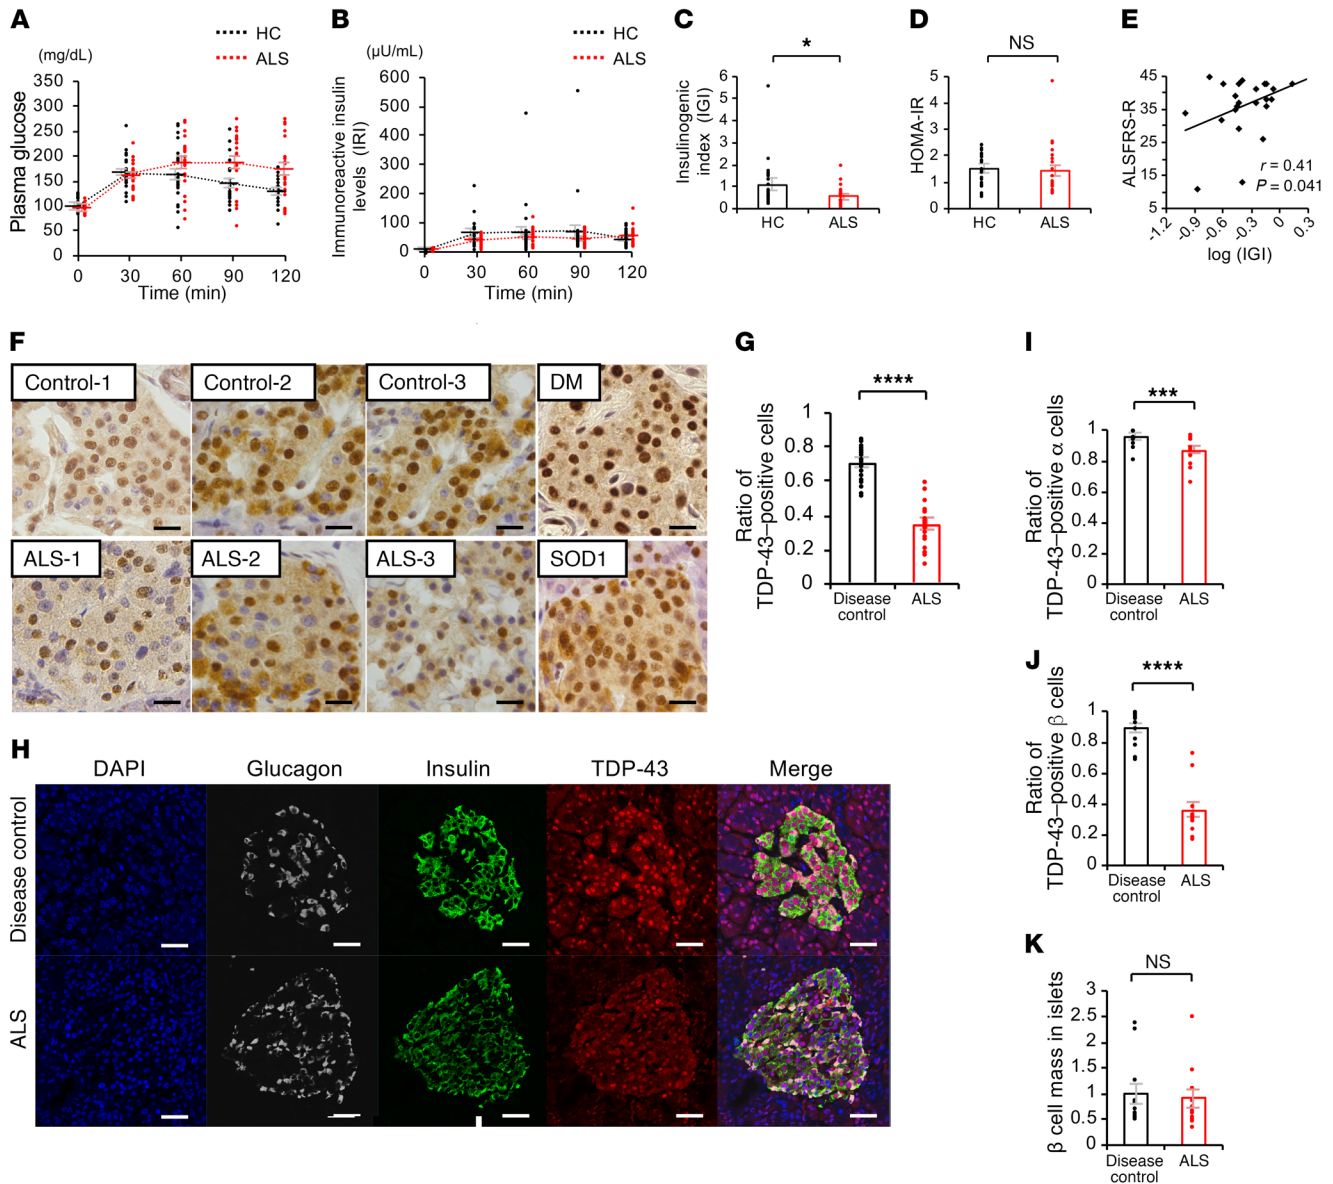 A
(mg/dL)
HC
ALS
Plasma glucose
350
300
250
200
150
100
50
0
0 30 60 90 120
Time (min)
B
(µU/mL)
HC
ALS
Immunoreactive insulin
levels (IRI)
600
500
400
300
200
100
0
0 30 60 90 120
Time (min)
C
*
Insulinogenic
index (IGI)
6
5
4
3
2
1
0
HC ALS
D
NS
HOMA-IR
5
4
3
2
1
0
HC ALS
E
ALSFRS-R
45
35
25
15
5
r = 0.41
P = 0.041
-1.2 -0.9 -0.6 -0.3 0 0.3
log (IGI)
F
Control-1 Control-2 Control-3 DM
ALS-1 ALS-2 ALS-3 SOD1
G
****
Ratio of
TDP-43–positive cells
1
0.8
0.6
0.4
0.2
0
Disease
control
ALS
H
DAPI Glucagon Insulin TDP-43 Merge
Disease control
ALS
I
***
Ratio of
TDP-43–positive α cells
1
0.8
0.6
0.4
0.2
0
Disease
control
ALS
J
****
Ratio of
TDP-43–positive β cells
1
0.8
0.6
0.4
0.2
0
Disease
control
ALS
K
NS
β cell mass in islets
3
2.5
2
1.5
1
0.5
0
Disease
control
ALS